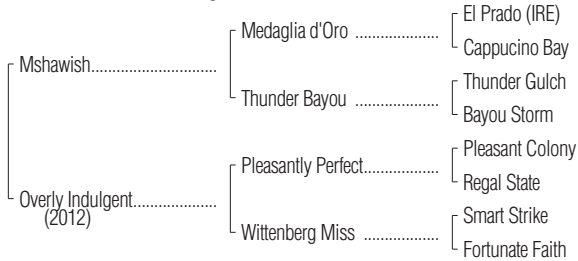 El Prado (IRE)
Medaglia d'Oro ...................
Cappucino Bay
Mshawish............................
Thunder Gulch
Thunder Bayou ...................
Bayou Storm
Pleasant Colony
Pleasantly Perfect.................
Regal State
Overly Indulgent...................
(2012)
Smart Strike
Wittenberg Miss .................
Fortunate Faith